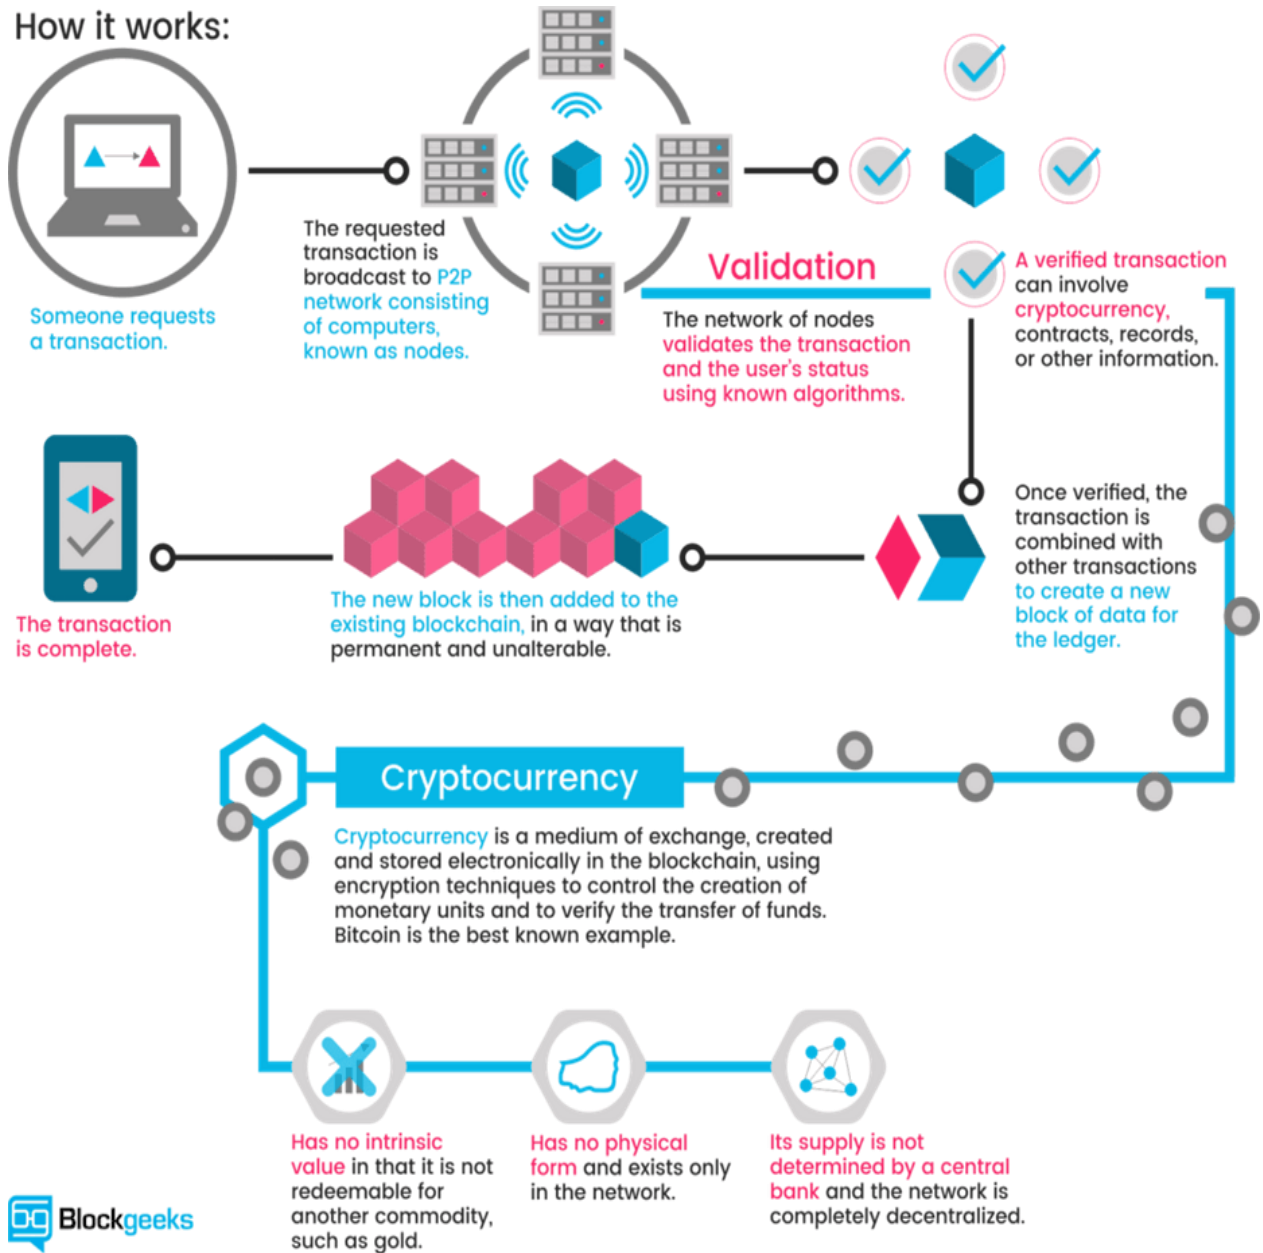 How it works:
Someone requests
a transaction.
The requested
transaction is
broadcast to P2P
network consisting
of computers,
known as nodes.
Validation
The network of nodes
validates the transaction
and the user's status
using known algorithms.
A verified transaction
can involve
cryptocurrency,
contracts, records,
or other information.
Once verified, the
transaction is
combined with
other transactions
to create a new
block of data for
the ledger.
The new block is then added to the
existing blockchain, in a way that is
permanent and unalterable.
The transaction
is complete.
Cryptocurrency
Cryptocurrency is a medium of exchange, created
and stored electronically in the blockchain, using
encryption techniques to control the creation of
monetary units and to verify the transfer of funds.
Bitcoin is the best known example.
Has no intrinsic
value in that it is not
redeemable for
another commodity,
such as gold.
Has no physical
form and exists only
in the network.
Its supply is not
determined by a central
bank and the network is
completely decentralized.
Blockgeeks